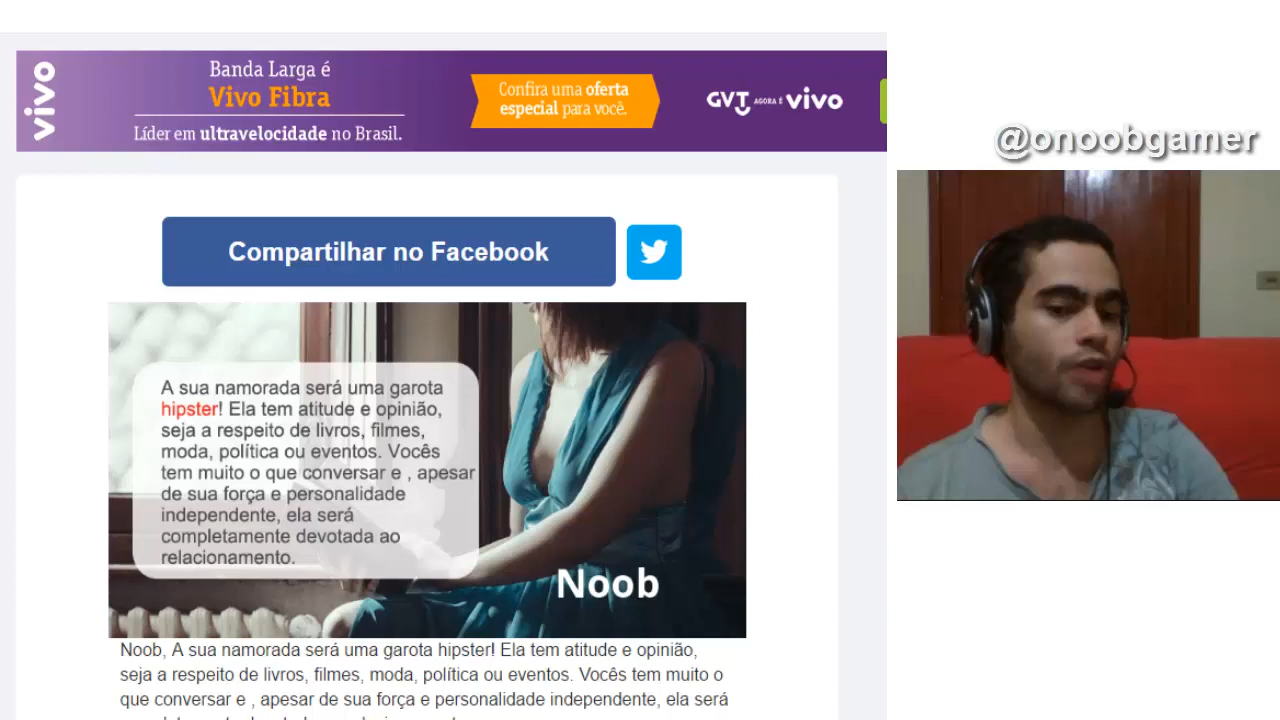 vivo
Banda Larga é
Vivo Fibra
Líder em ultravelocidade no Brasil.
Confira uma oferta
especial para você.
GVT AGORA É vivo
@onoobgamer
Compartilhar no Facebook
A sua namorada será uma garota
hipster! Ela tem atitude e opinião,
seja a respeito de livros, filmes,
moda, política ou eventos. Vocês
tem muito o que conversar e , apesar
de sua força e personalidade
independente, ela será
completamente devotada ao
relacionamento.
Noob
Noob, A sua namorada será uma garota hipster! Ela tem atitude e opinião,
seja a respeito de livros, filmes, moda, política ou eventos. Vocês tem muito o
que conversar e , apesar de sua força e personalidade independente, ela será